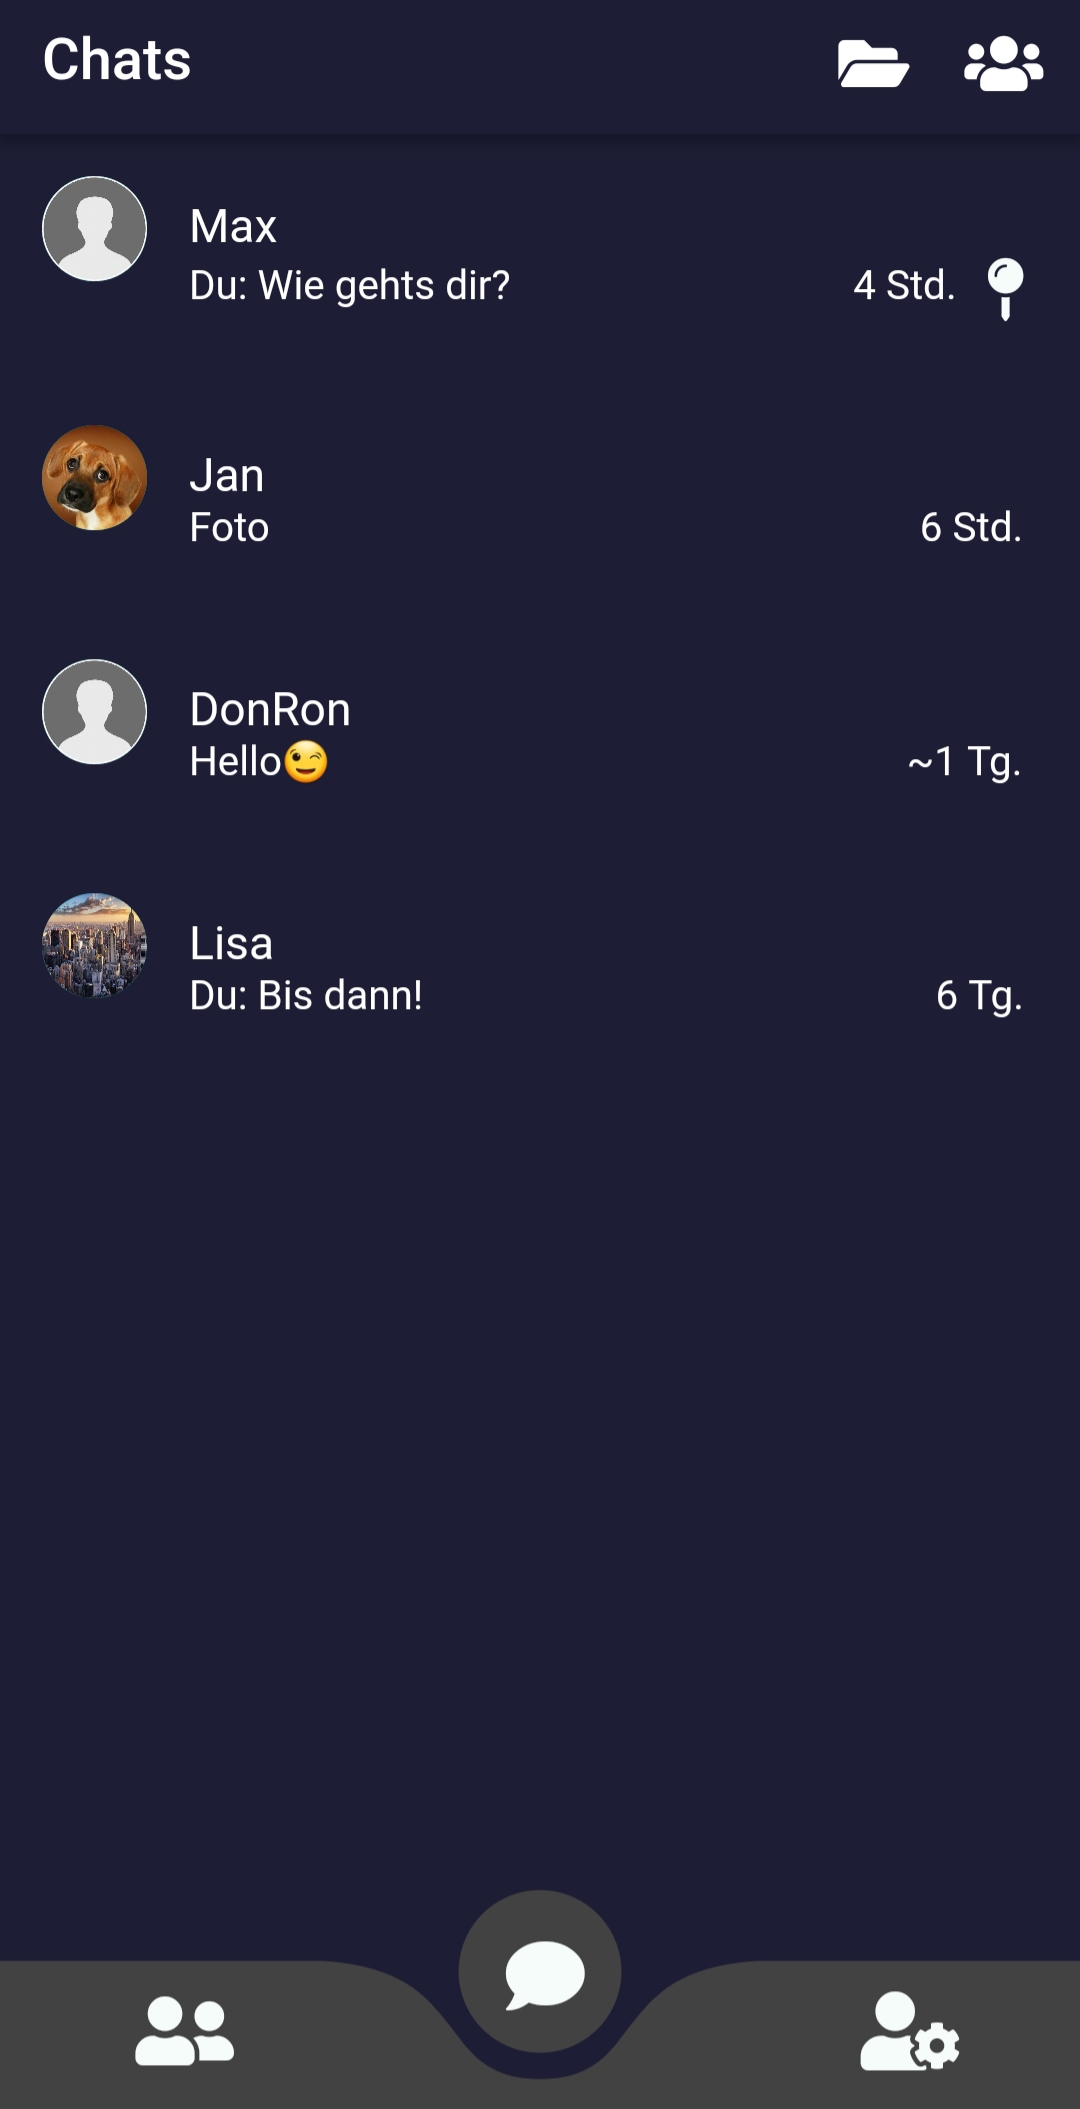 Chats
Max
Du: Wie gehts dir? 4 Std.
Jan
Foto 6 Std.
DonRon
Hello😉 ~1 Tg.
Lisa
Du: Bis dann! 6 Tg.